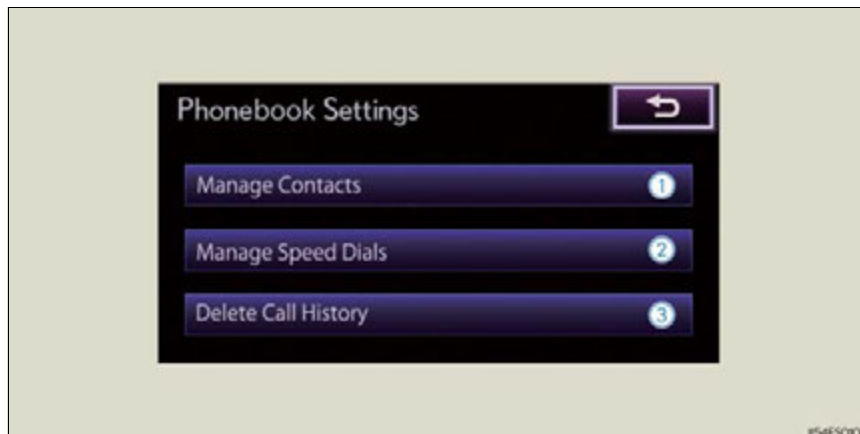 Phonebook Settings
Manage Contacts 1
Manage Speed Dials 2
Delete Call History 3